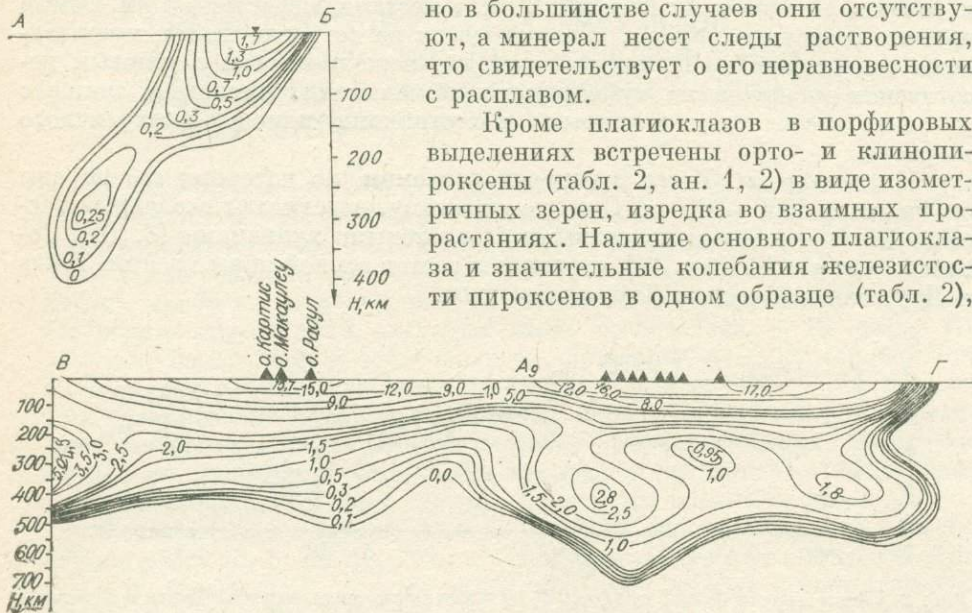 А Б
1,7
1,3
1,0
0,7
0,5
0,3
0,2
0,25
0,2
0,1
0
100
200
300
400
Н,км
но в большинстве случаев они отсутству-
ют, а минерал несет следы растворения,
что свидетельствует о его неравновесности
с расплавом.
Кроме плагиоклазов в порфировых
выделениях встречены орто- и клинопи-
роксены (табл. 2, ан. 1, 2) в виде изомет-
ричных зерен, изредка во взаимных про-
растаниях. Наличие основного плагиокла-
за и значительные колебания железистос-
ти пироксенов в одном образце (табл. 2),
о.Картис
о.Макаулеу
о.Раоул
В А₉ Г
15,0 12,0 9,0 1,0 5,0 12,0 16,0 17,0
9,0 8,0
100
200
300
400
500
600
700
Н,км
3,5 3,0 2,5 2,0 1,5
1,0
0,5
0,3
0,2
0,1
0,0
1,5 2,0 2,8 2,5
0,95
1,0
1,8
1,0